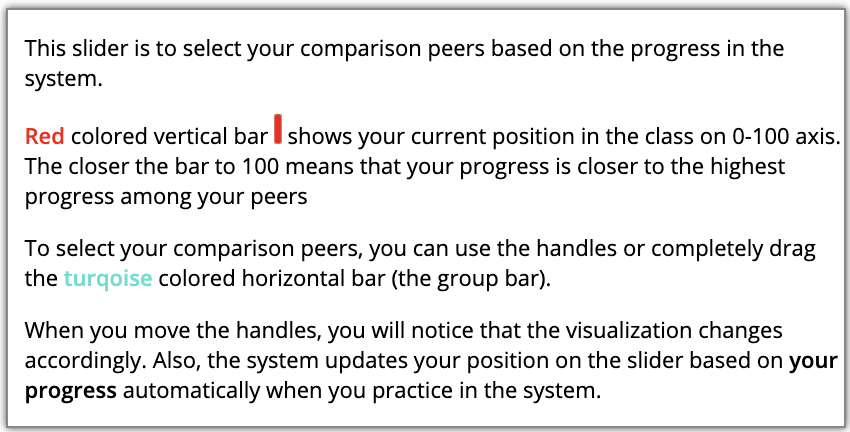 This slider is to select your comparison peers based on the progress in the
system.
Red colored vertical bar shows your current position in the class on 0-100 axis.
The closer the bar to 100 means that your progress is closer to the highest
progress among your peers
To select your comparison peers, you can use the handles or completely drag
the turqoise colored horizontal bar (the group bar).
When you move the handles, you will notice that the visualization changes
accordingly. Also, the system updates your position on the slider based on your
progress automatically when you practice in the system.